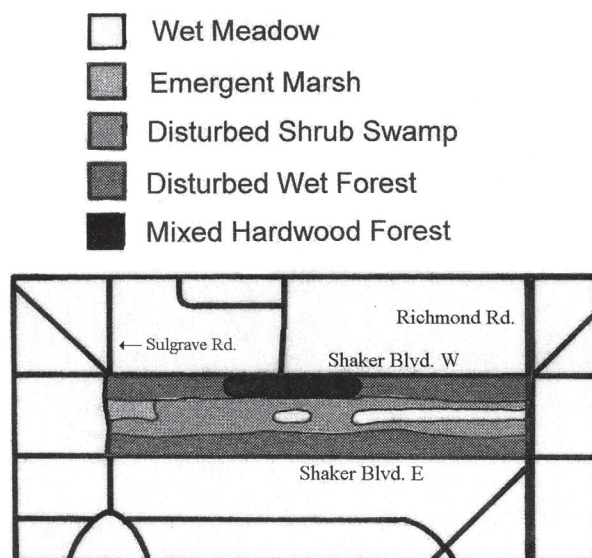 Wet Meadow
Emergent Marsh
Disturbed Shrub Swamp
Disturbed Wet Forest
Mixed Hardwood Forest
Richmond Rd.
← Sulgrave Rd.
Shaker Blvd. W
Shaker Blvd. E